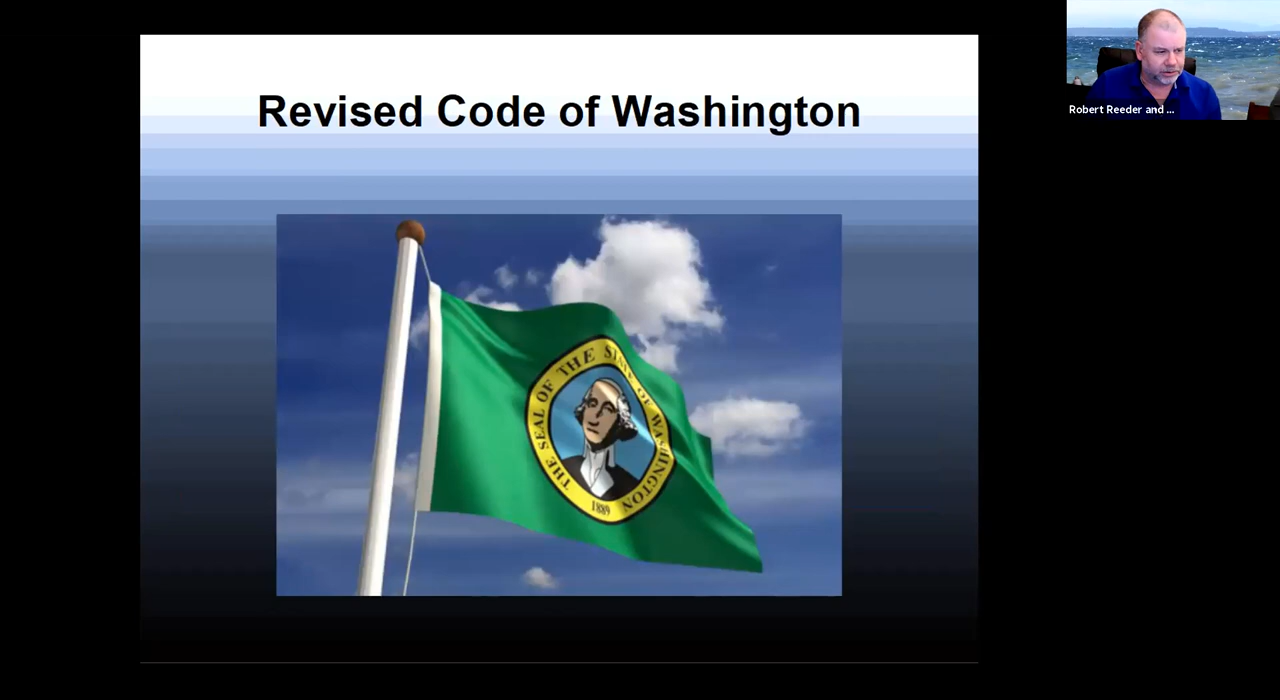 Revised Code of Washington
THE SEAL OF THE STATE OF WASHINGTON
1889
Robert Reeder and ...